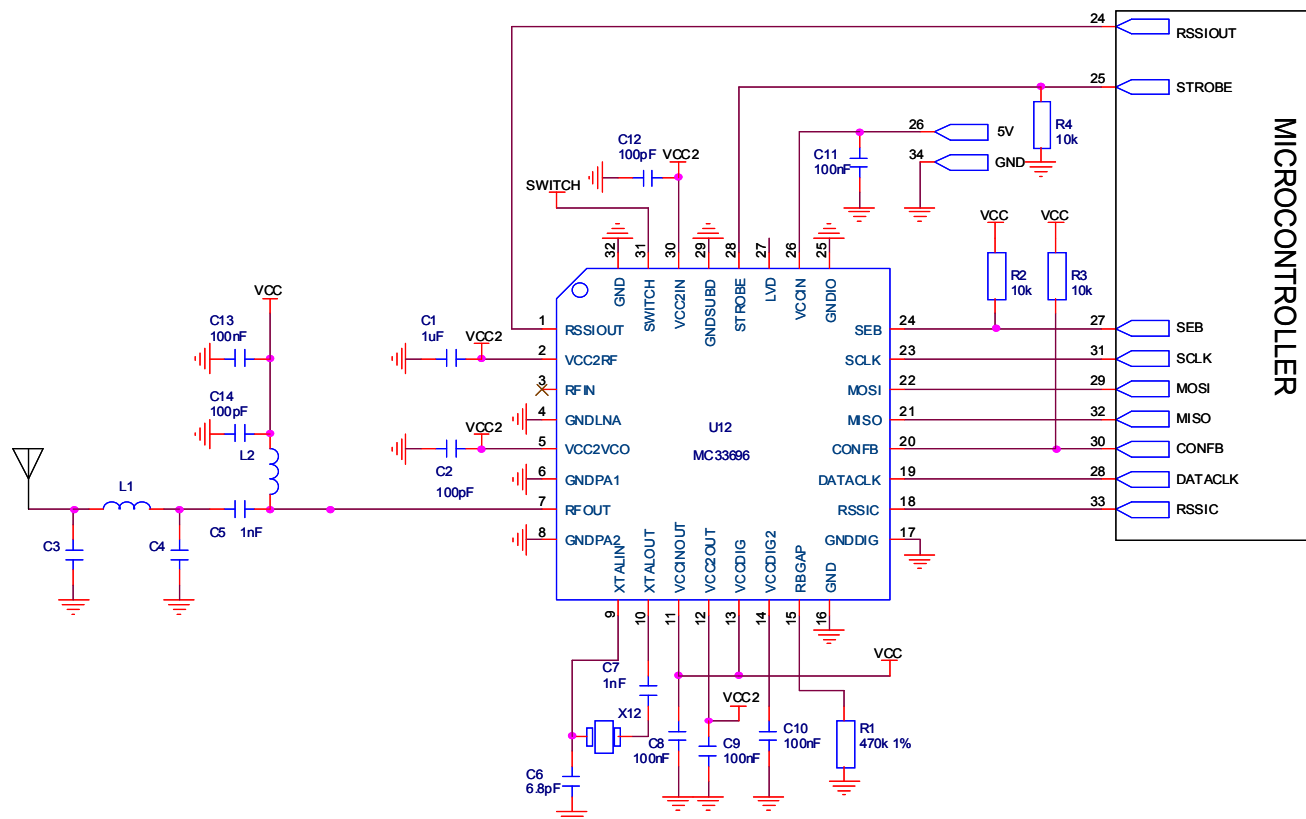 24
RSSIOUT
25
STROBE
R4
10k
26
5V
34
GND
C11
100nF
C12
100pF
VCC2
SWITCH
MICROCONTROLLER
VCC
VCC
R2
10k
R3
10k
32
31
30
29
28
27
26
25
GND
SWITCH
VCC2IN
GNDSUBD
STROBE
LVD
VCCIN
GNDIO
VCC
C13
100nF
C14
100pF
L2
C1
1uF
VCC2
VCC2
C2
100pF
L1
C3
C4
C5
1nF
1
RSSIOUT
2
VCC2RF
3
RFIN
4
GNDLNA
5
VCC2VCO
6
GNDPA1
7
RFOUT
8
GNDPA2
U12
MC33696
SEB
24
27
SEB
SCLK
23
31
SCLK
MOSI
22
29
MOSI
MISO
21
32
MISO
CONFB
20
30
CONFB
DATACLK
19
28
DATACLK
RSSIC
18
33
RSSIC
GNDDIG
17
XTALIN
XTALOUT
VCCINOUT
VCC2OUT
VCCDIG
VCCDIG2
RBGAP
GND
9
10
11
12
13
14
15
16
VCC
C7
1nF
X12
VCC2
C6
6.8pF
C8
100nF
C9
100nF
C10
100nF
R1
470k 1%